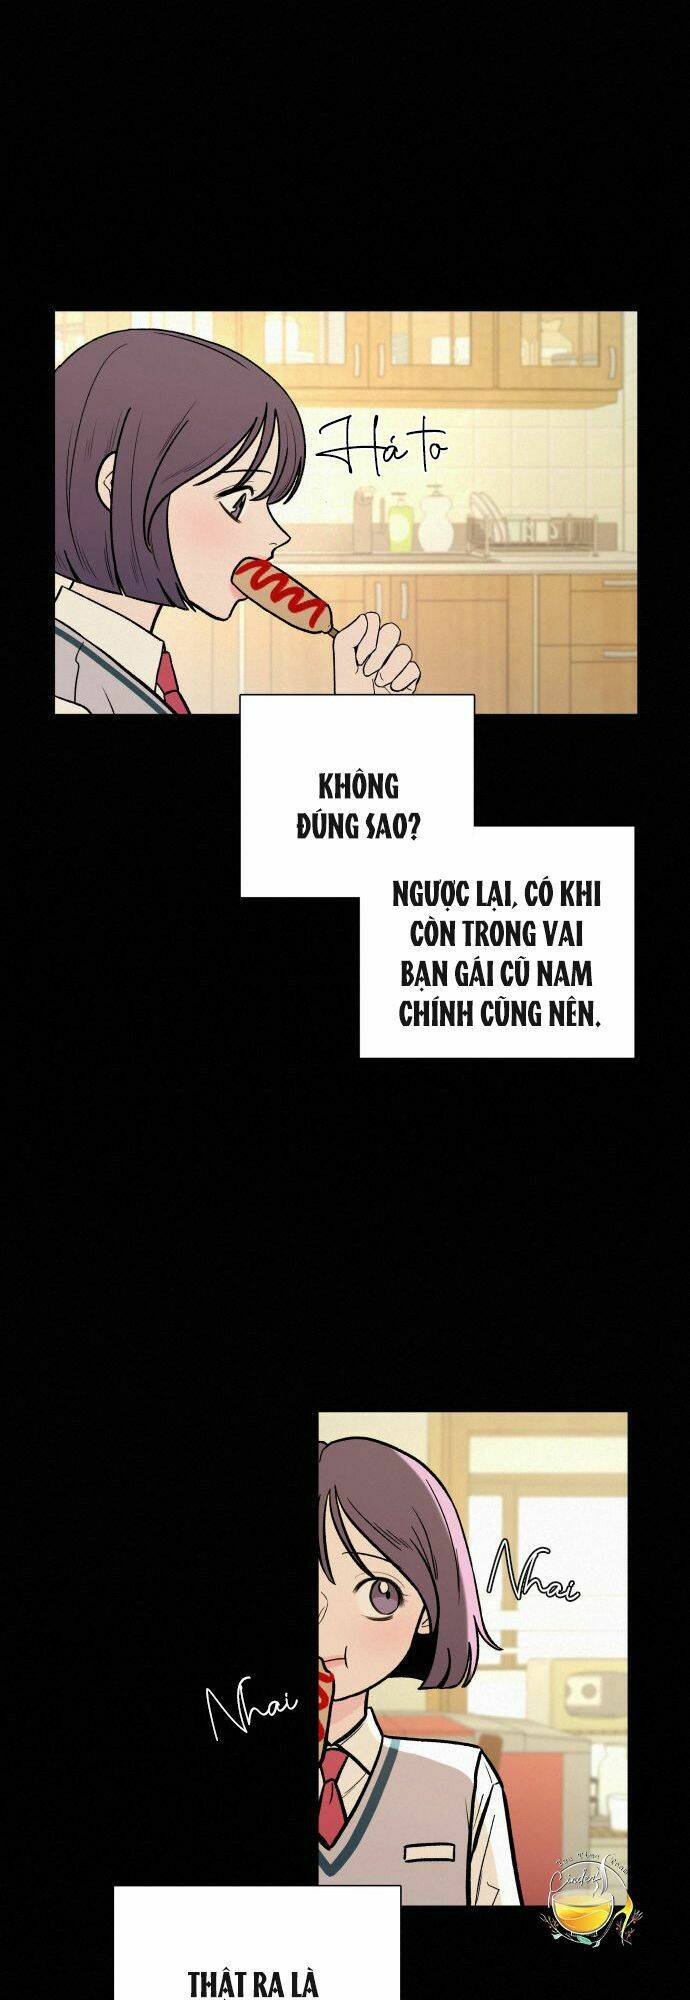 Há to
KHÔNG
ĐÚNG SAO?
NGƯỢC LẠI, CÓ KHI
CÒN TRONG VAI
BẠN GÁI CŨ NAM
CHÍNH CŨNG NÊN.
Nhai
Nhai
Cinder
THẬT RA LÀ